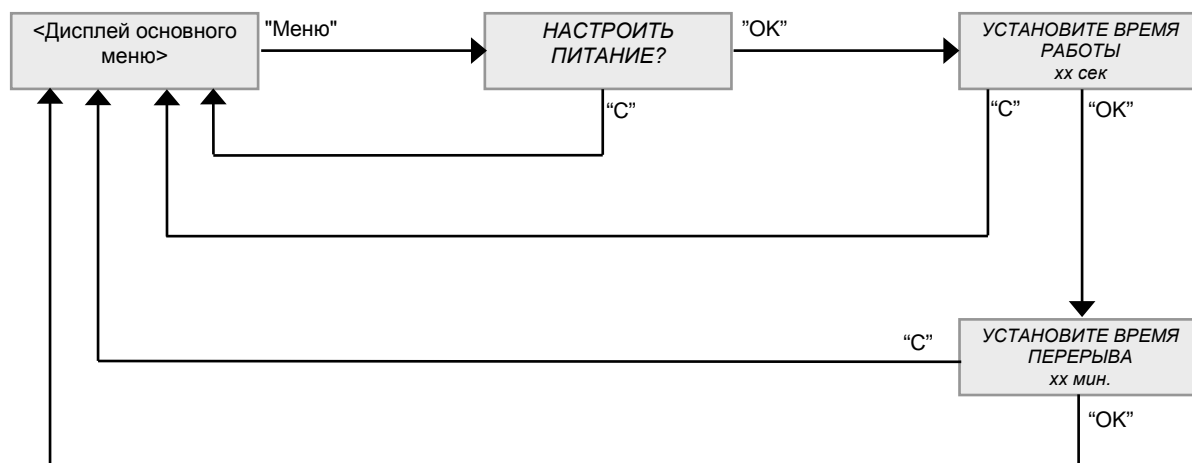 <Дисплей основного
меню>
"Меню"
НАСТРОИТЬ
ПИТАНИЕ?
”OK”
УСТАНОВИТЕ ВРЕМЯ
РАБОТЫ
xx сек
“C”
“C”
“OK”
УСТАНОВИТЕ ВРЕМЯ
ПЕРЕРЫВА
xx мин.
“C”
“OK”